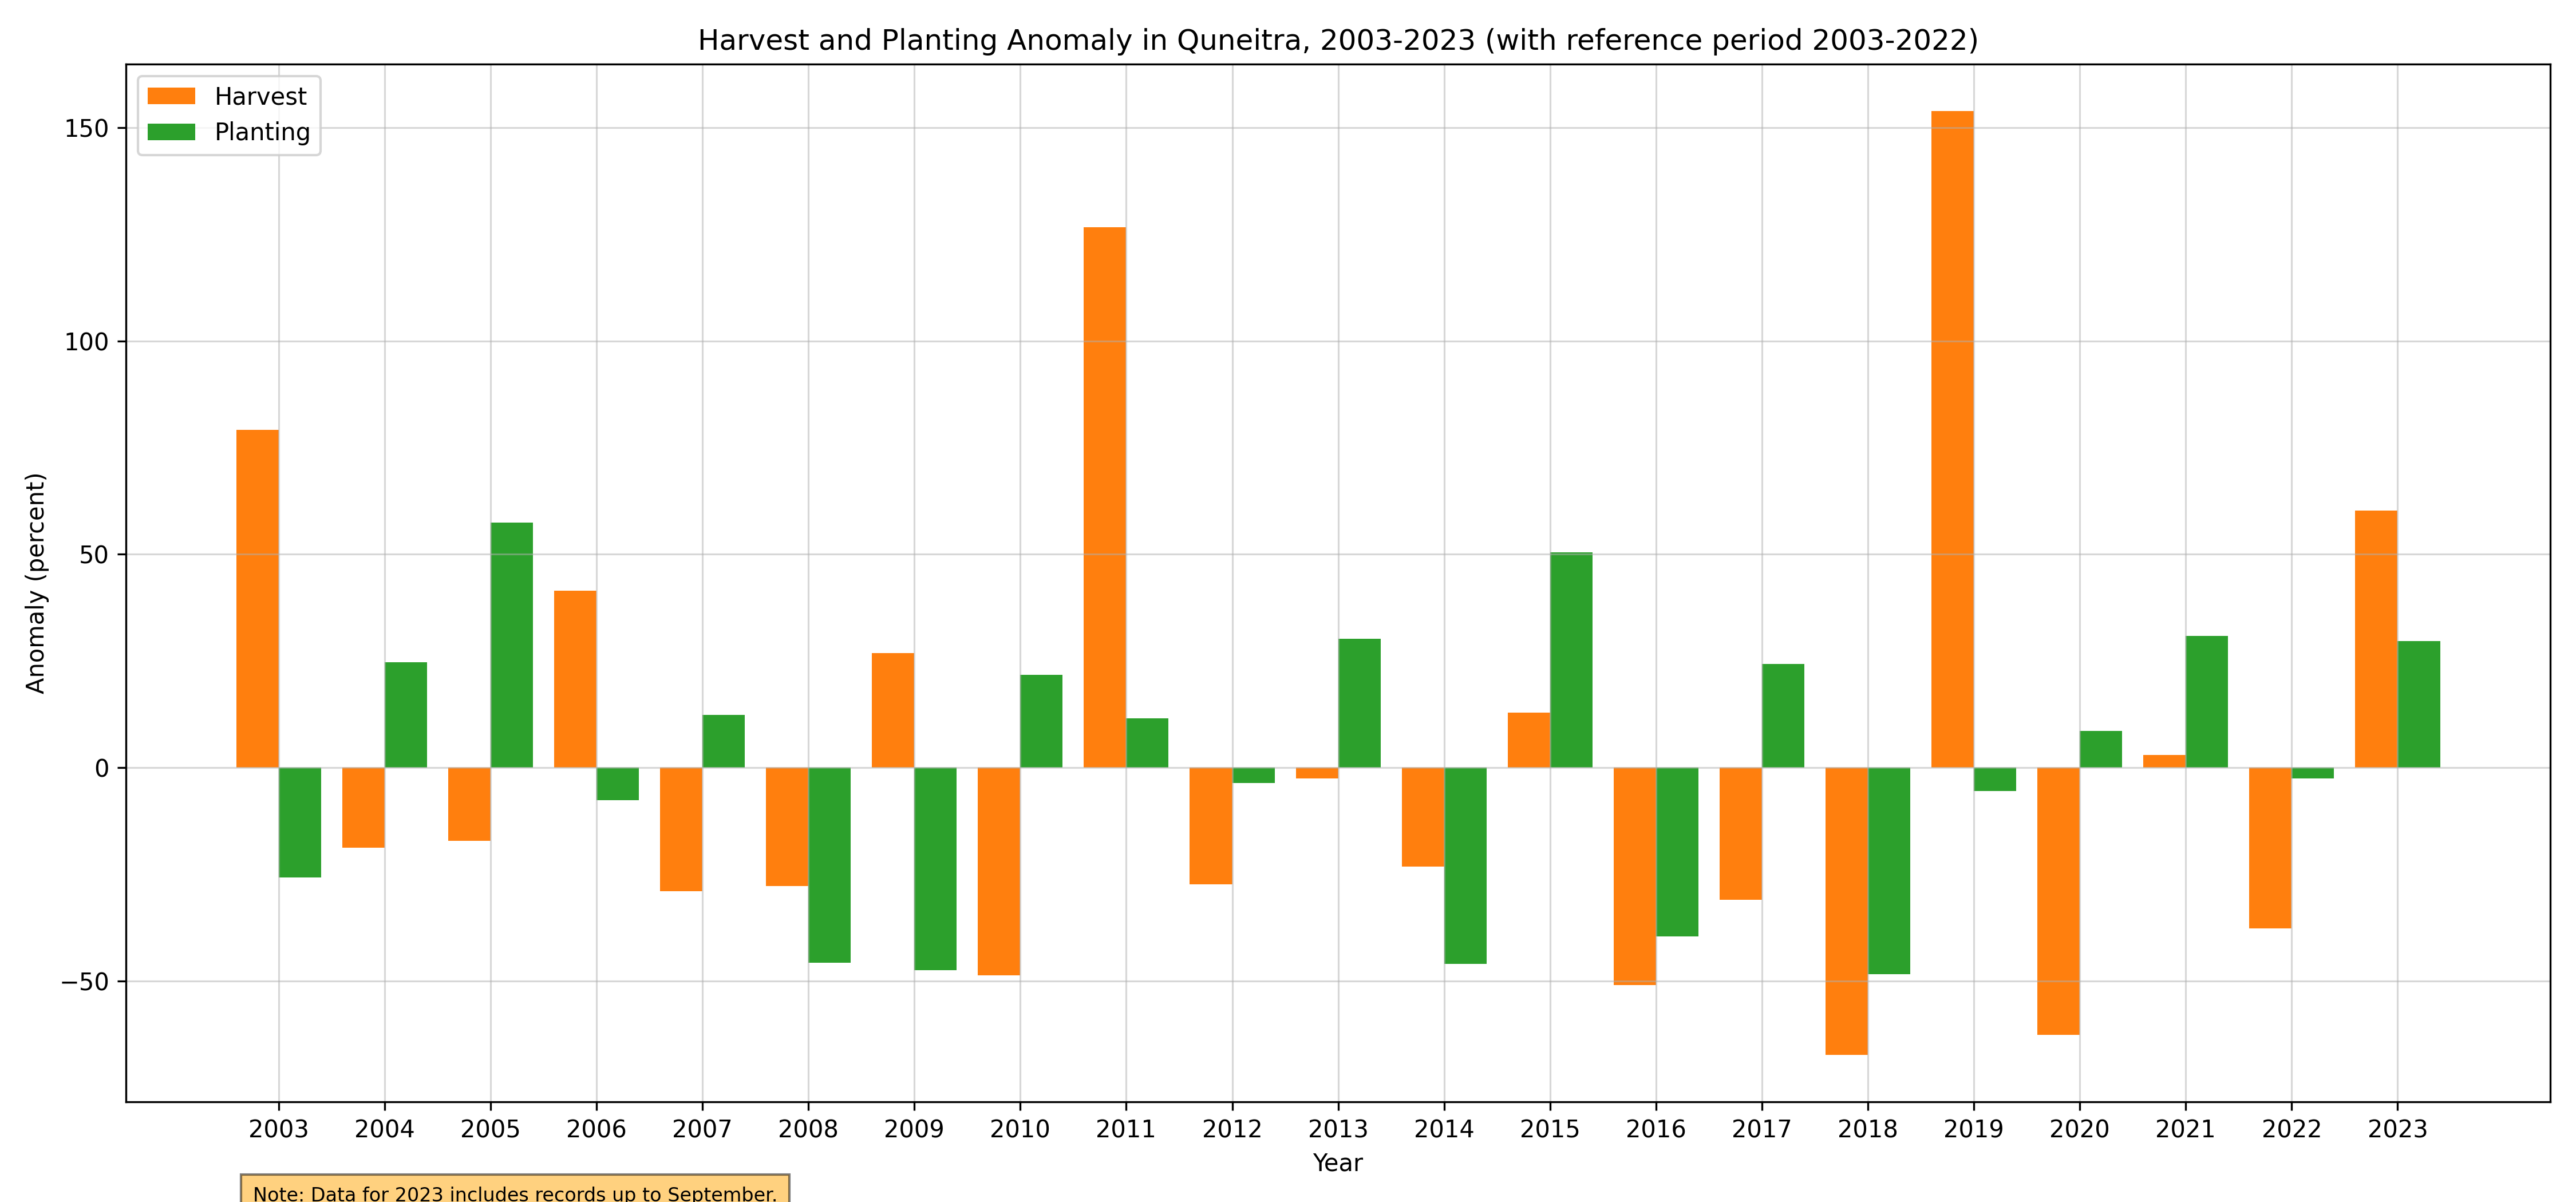 Harvest and Planting Anomaly in Quneitra, 2003-2023 (with reference period 2003-2022)
Harvest
Planting
150
100
50
0
−50
Anomaly (percent)
2003 2004 2005 2006 2007 2008 2009 2010 2011 2012 2013 2014 2015 2016 2017 2018 2019 2020 2021 2022 2023
Year
Note: Data for 2023 includes records up to September.